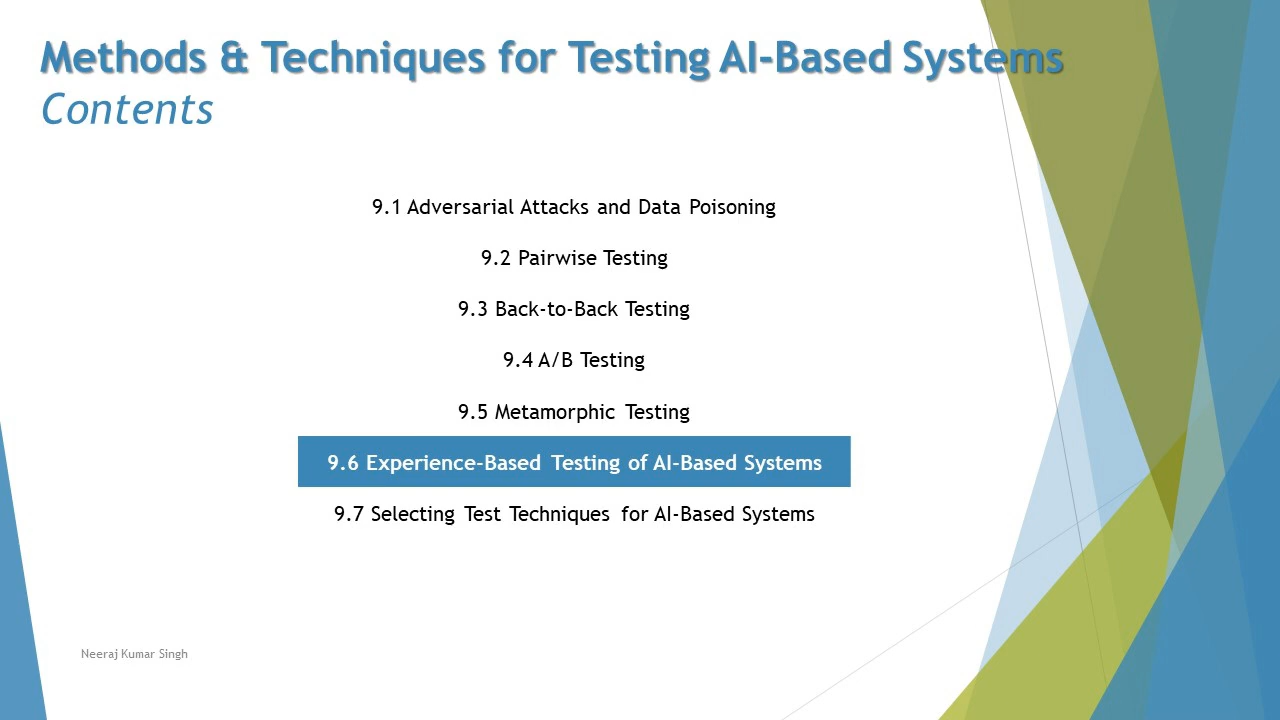 Methods & Techniques for Testing AI-Based Systems
Contents
9.1 Adversarial Attacks and Data Poisoning
9.2 Pairwise Testing
9.3 Back-to-Back Testing
9.4 A/B Testing
9.5 Metamorphic Testing
9.6 Experience-Based Testing of AI-Based Systems
9.7 Selecting Test Techniques for AI-Based Systems
Neeraj Kumar Singh